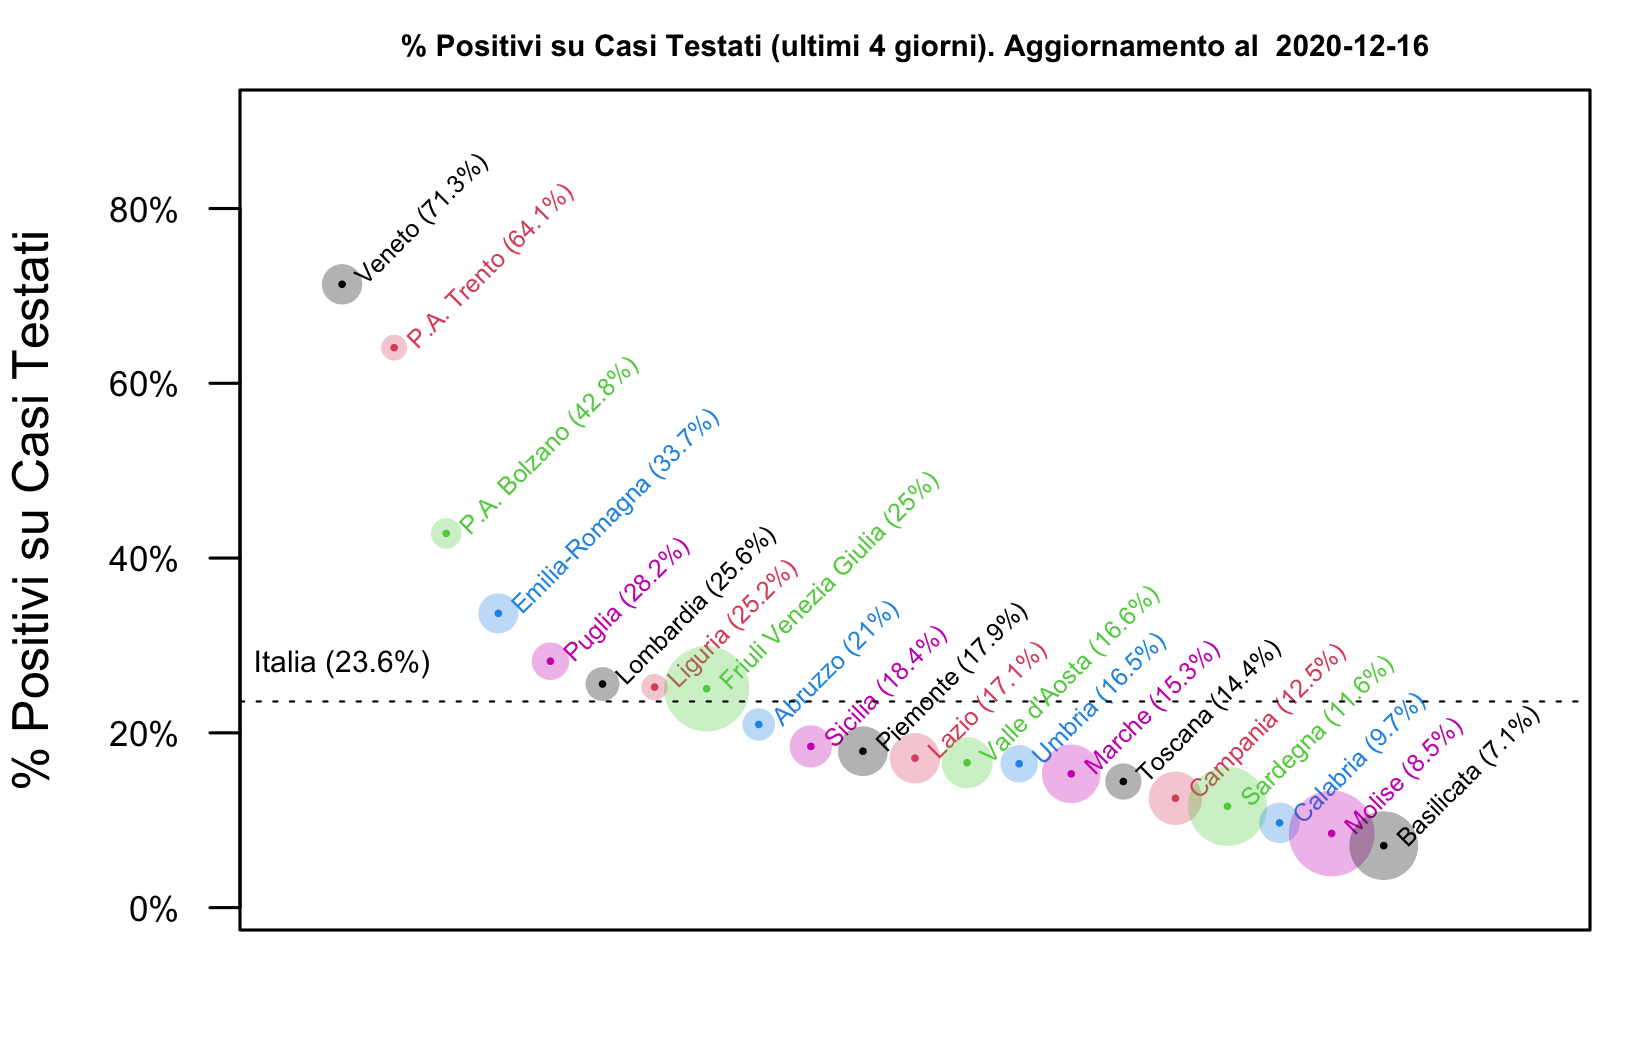 % Positivi su Casi Testati (ultimi 4 giorni). Aggiornamento al  2020-12-16
% Positivi su Casi Testati
80%
60%
40%
20%
0%
Italia (23.6%)
Veneto (71.3%)
P.A. Trento (64.1%)
P.A. Bolzano (42.8%)
Emilia-Romagna (33.7%)
Puglia (28.2%)
Lombardia (25.6%)
Liguria (25.2%)
Friuli Venezia Giulia (25%)
Abruzzo (21%)
Sicilia (18.4%)
Piemonte (17.9%)
Lazio (17.1%)
Valle d'Aosta (16.6%)
Umbria (16.5%)
Marche (15.3%)
Toscana (14.4%)
Campania (12.5%)
Sardegna (11.6%)
Calabria (9.7%)
Molise (8.5%)
Basilicata (7.1%)